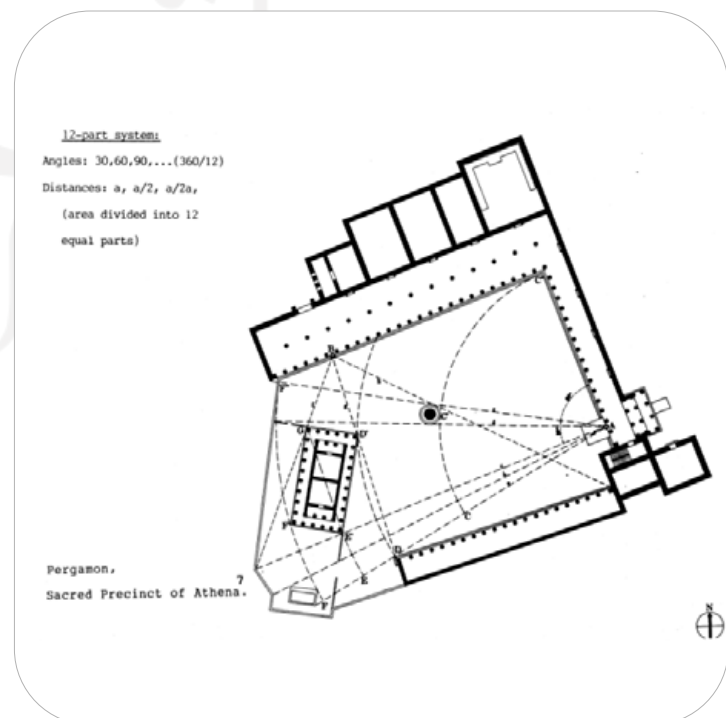 12-part system:
Angles: 30,60,90,...(360/12)
Distances: a, a/2, a/2a,
(area divided into 12
equal parts)
Pergamon,
7
Sacred Precinct of Athena.
N
A
B
C
D
D'
E
F
G